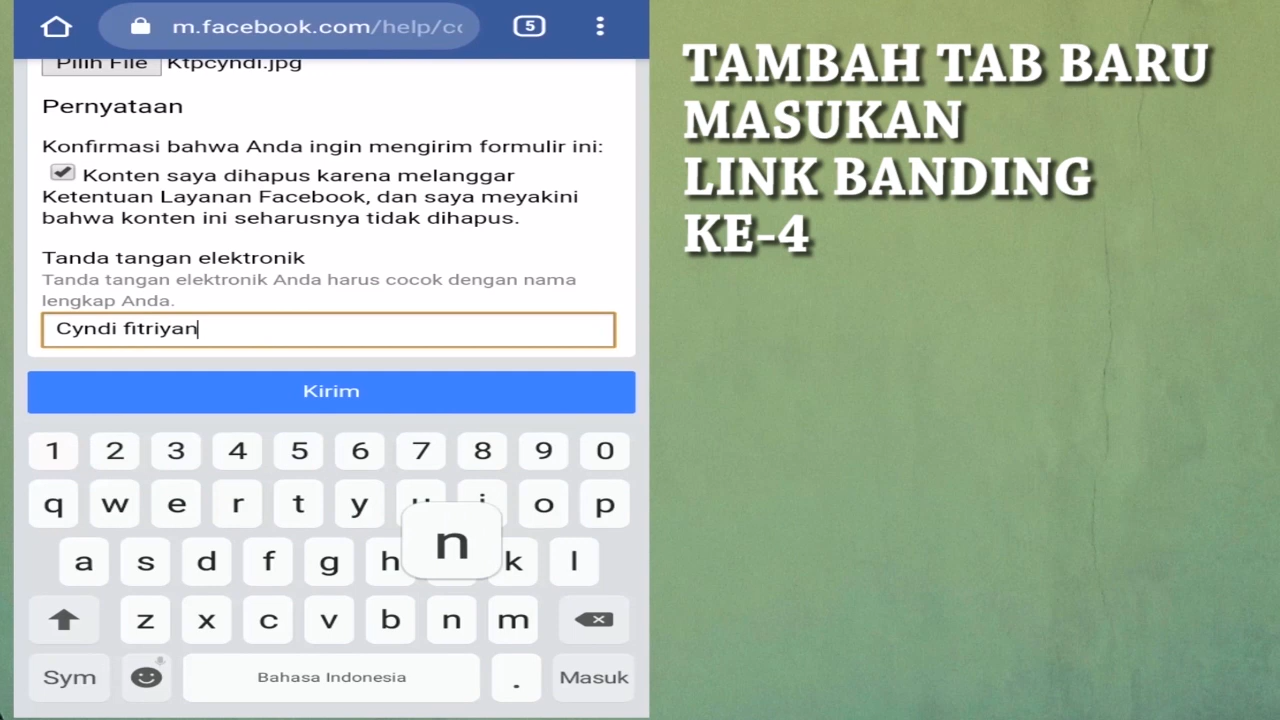 m.facebook.com/help/co
5
Pilih File Ktpcyndi.jpg
Pernyataan
Konfirmasi bahwa Anda ingin mengirim formulir ini:
Konten saya dihapus karena melanggar
Ketentuan Layanan Facebook, dan saya meyakini
bahwa konten ini seharusnya tidak dihapus.
Tanda tangan elektronik
Tanda tangan elektronik Anda harus cocok dengan nama
lengkap Anda.
Cyndi fitriyan
Kirim
1 2 3 4 5 6 7 8 9 0
q w e r t y u i o p
n
a s d f g h k l
z x c v b n m
Sym Bahasa Indonesia . Masuk
TAMBAH TAB BARU
MASUKAN
LINK BANDING
KE-4